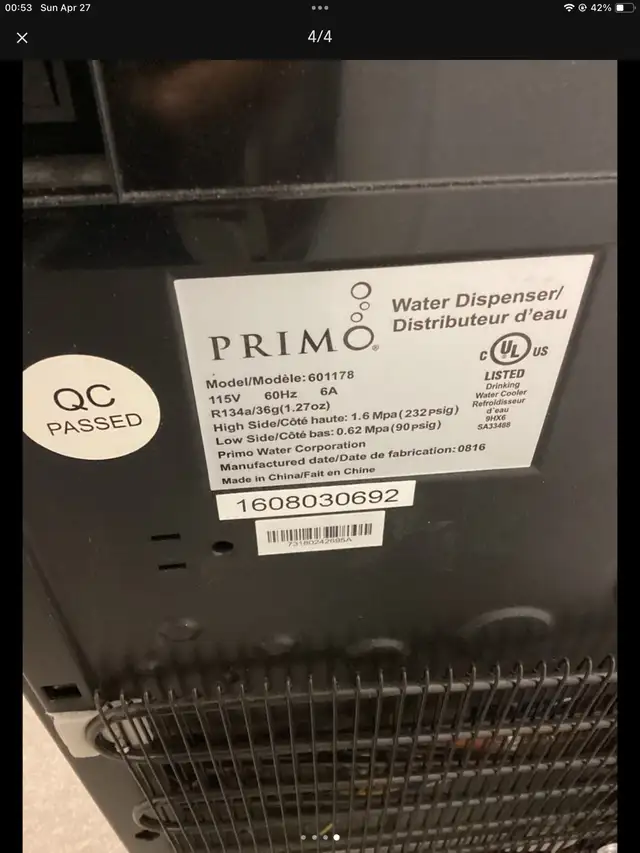 00:53 Sun Apr 27
42%
4/4
PRIMO®
Water Dispenser/
Distributeur d'eau
Model/Modèle: 601178
115V 60Hz 6A
R134a/36g(1.27oz)
High Side/Côté haute: 1.6 Mpa (232psig)
Low Side/Côté bas: 0.62 Mpa (90psig)
Primo Water Corporation
Manufactured date/Date de fabrication: 0816
Made in China/Fait en Chine
C UL US
LISTED
Drinking
Water Cooler
Refroidisseur
d'eau
9HX6
SA33488
QC
PASSED
1608030692